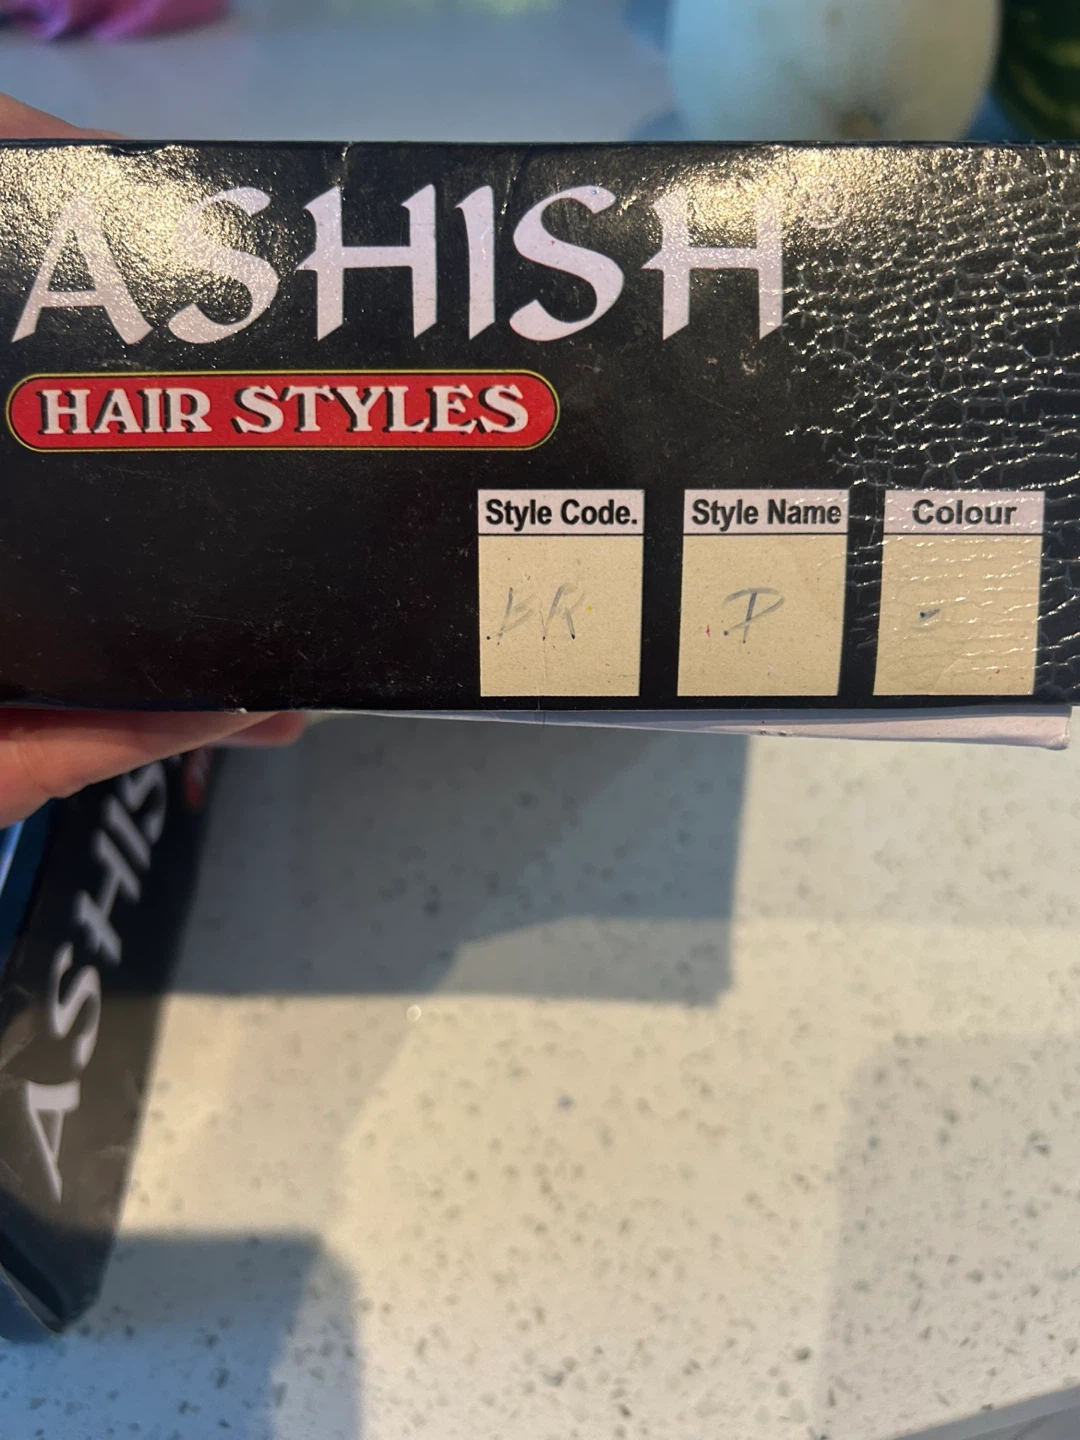 ASHISH®
HAIR STYLES
Style Code. Style Name Colour
P -
ASHIS